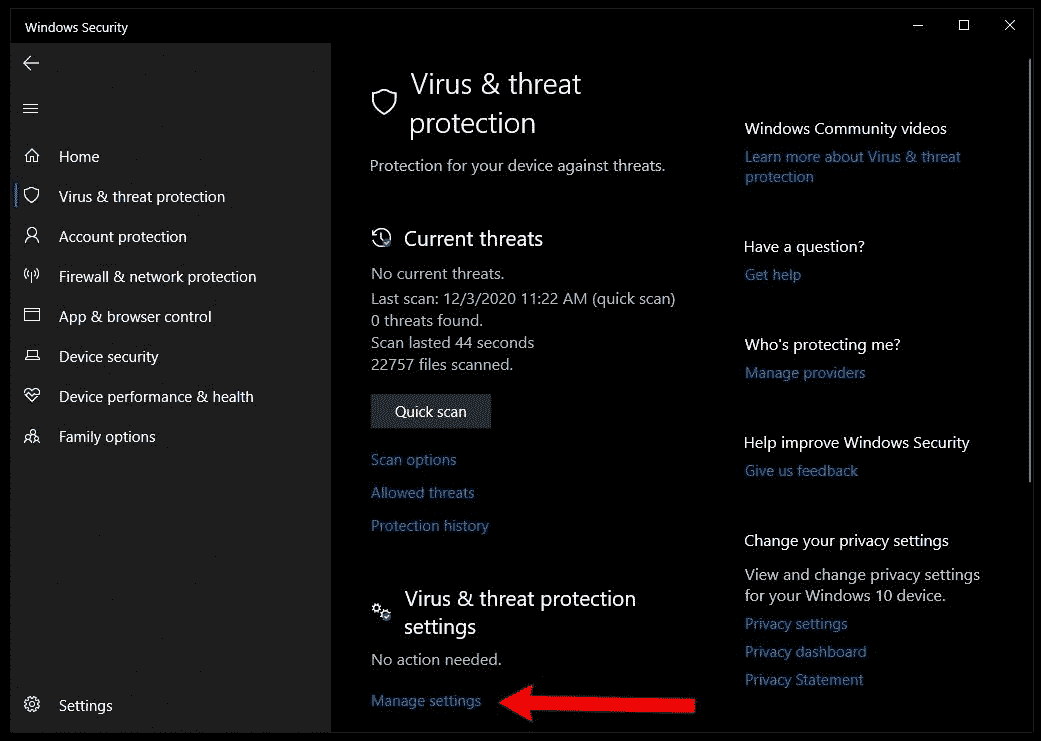 Windows Security
Home
Virus & threat protection
Account protection
Firewall & network protection
App & browser control
Device security
Device performance & health
Family options
Settings
Virus & threat
protection
Protection for your device against threats.
Current threats
No current threats.
Last scan: 12/3/2020 11:22 AM (quick scan)
0 threats found.
Scan lasted 44 seconds
22757 files scanned.
Quick scan
Scan options
Allowed threats
Protection history
Virus & threat protection
settings
No action needed.
Manage settings
Windows Community videos
Learn more about Virus & threat
protection
Have a question?
Get help
Who's protecting me?
Manage providers
Help improve Windows Security
Give us feedback
Change your privacy settings
View and change privacy settings
for your Windows 10 device.
Privacy settings
Privacy dashboard
Privacy Statement